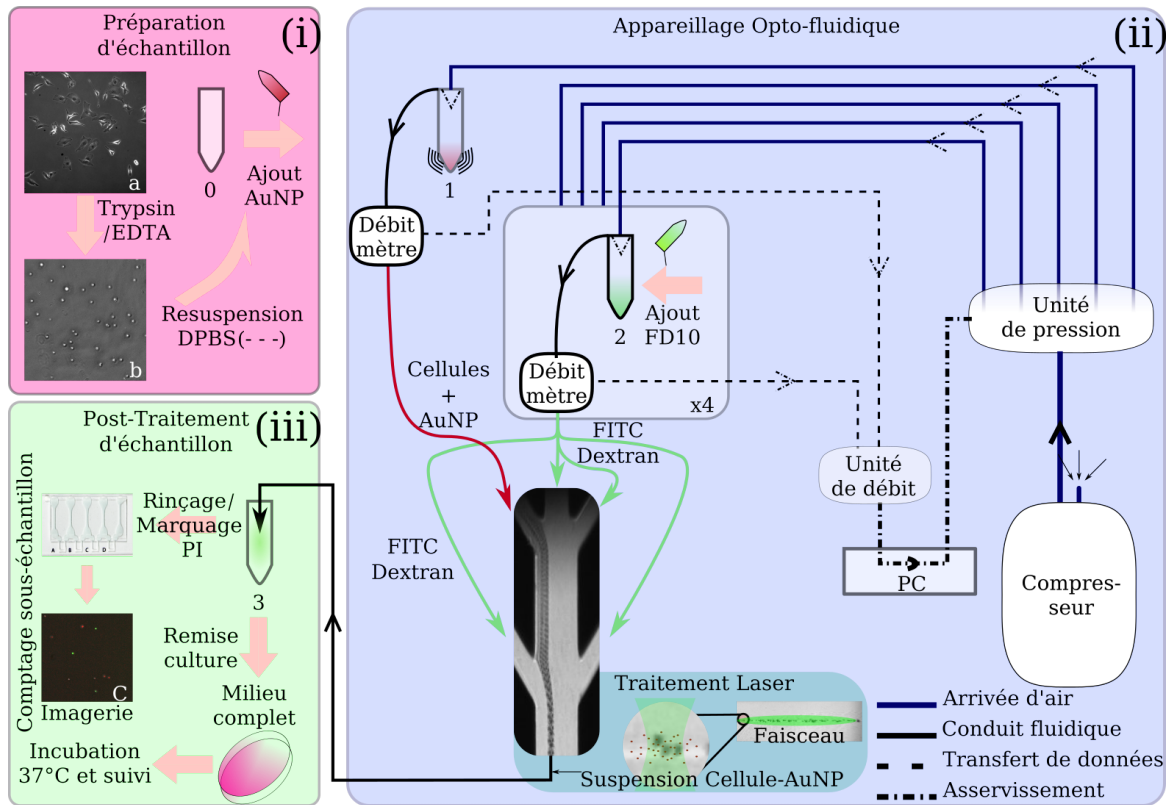 Préparation
d'échantillon
(i)
a
0
Ajout
AuNP
Trypsin
/EDTA
b
Resuspension
DPBS(- - -)
Appareillage Opto-fluidique
(ii)
1
Débit
mètre
2
Ajout
FD10
Débit
mètre
x4
Cellules
+
AuNP
FITC
Dextran
FITC
Dextran
Unité
de pression
Unité
de débit
PC
Compres-
seur
Traitement Laser
Faisceau
Suspension Cellule-AuNP
Arrivée d'air
Conduit fluidique
Transfert de données
Asservissement
Post-Traitement
d'échantillon
(iii)
Comptage sous-échantillon
A B C D
Rinçage/
Marquage
PI
3
C
Imagerie
Remise
culture
Milieu
complet
Incubation
37°C et suivi